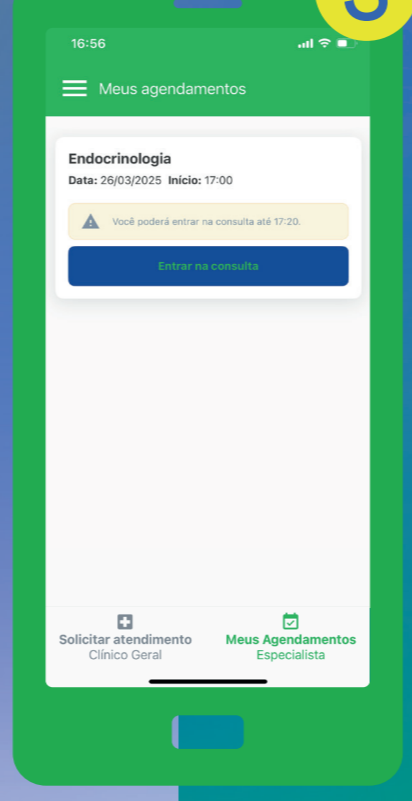 3
16:56
Meus agendamentos
Endocrinologia
Data: 26/03/2025 Início: 17:00
Você poderá entrar na consulta até 17:20.
Entrar na consulta
Solicitar atendimento
Clínico Geral
Meus Agendamentos
Especialista